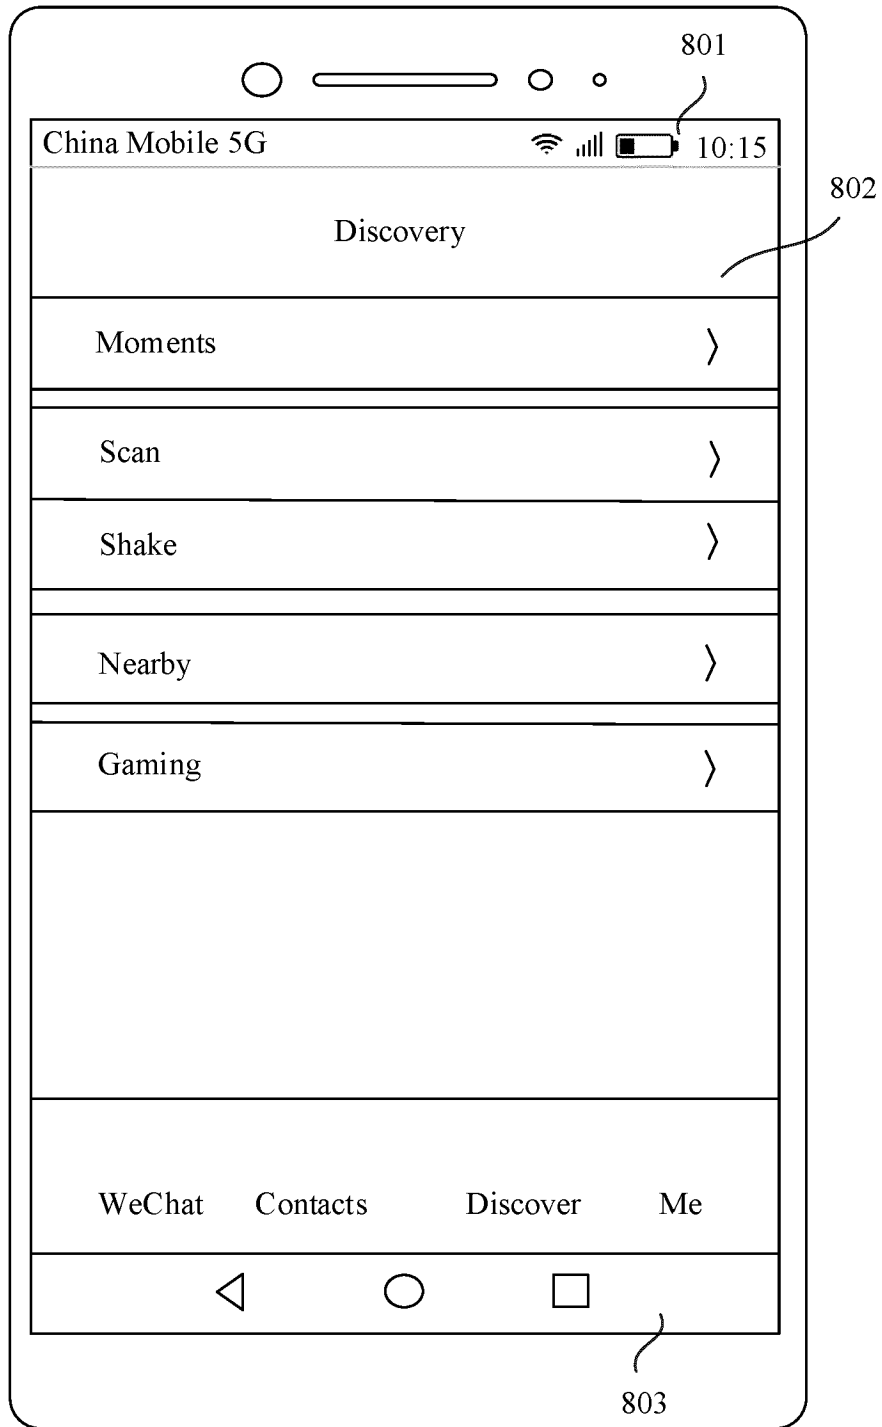 801
China Mobile 5G 10:15
802
Discovery
Moments
Scan
Shake
Nearby
Gaming
WeChat Contacts Discover Me
803